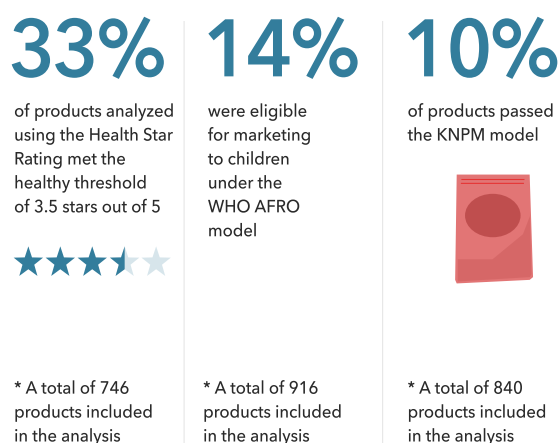 33%
of products analyzed
using the Health Star
Rating met the
healthy threshold
of 3.5 stars out of 5
* A total of 746
products included
in the analysis
14%
were eligible
for marketing
to children
under the
WHO AFRO
model
* A total of 916
products included
in the analysis
10%
of products passed
the KNPM model
* A total of 840
products included
in the analysis